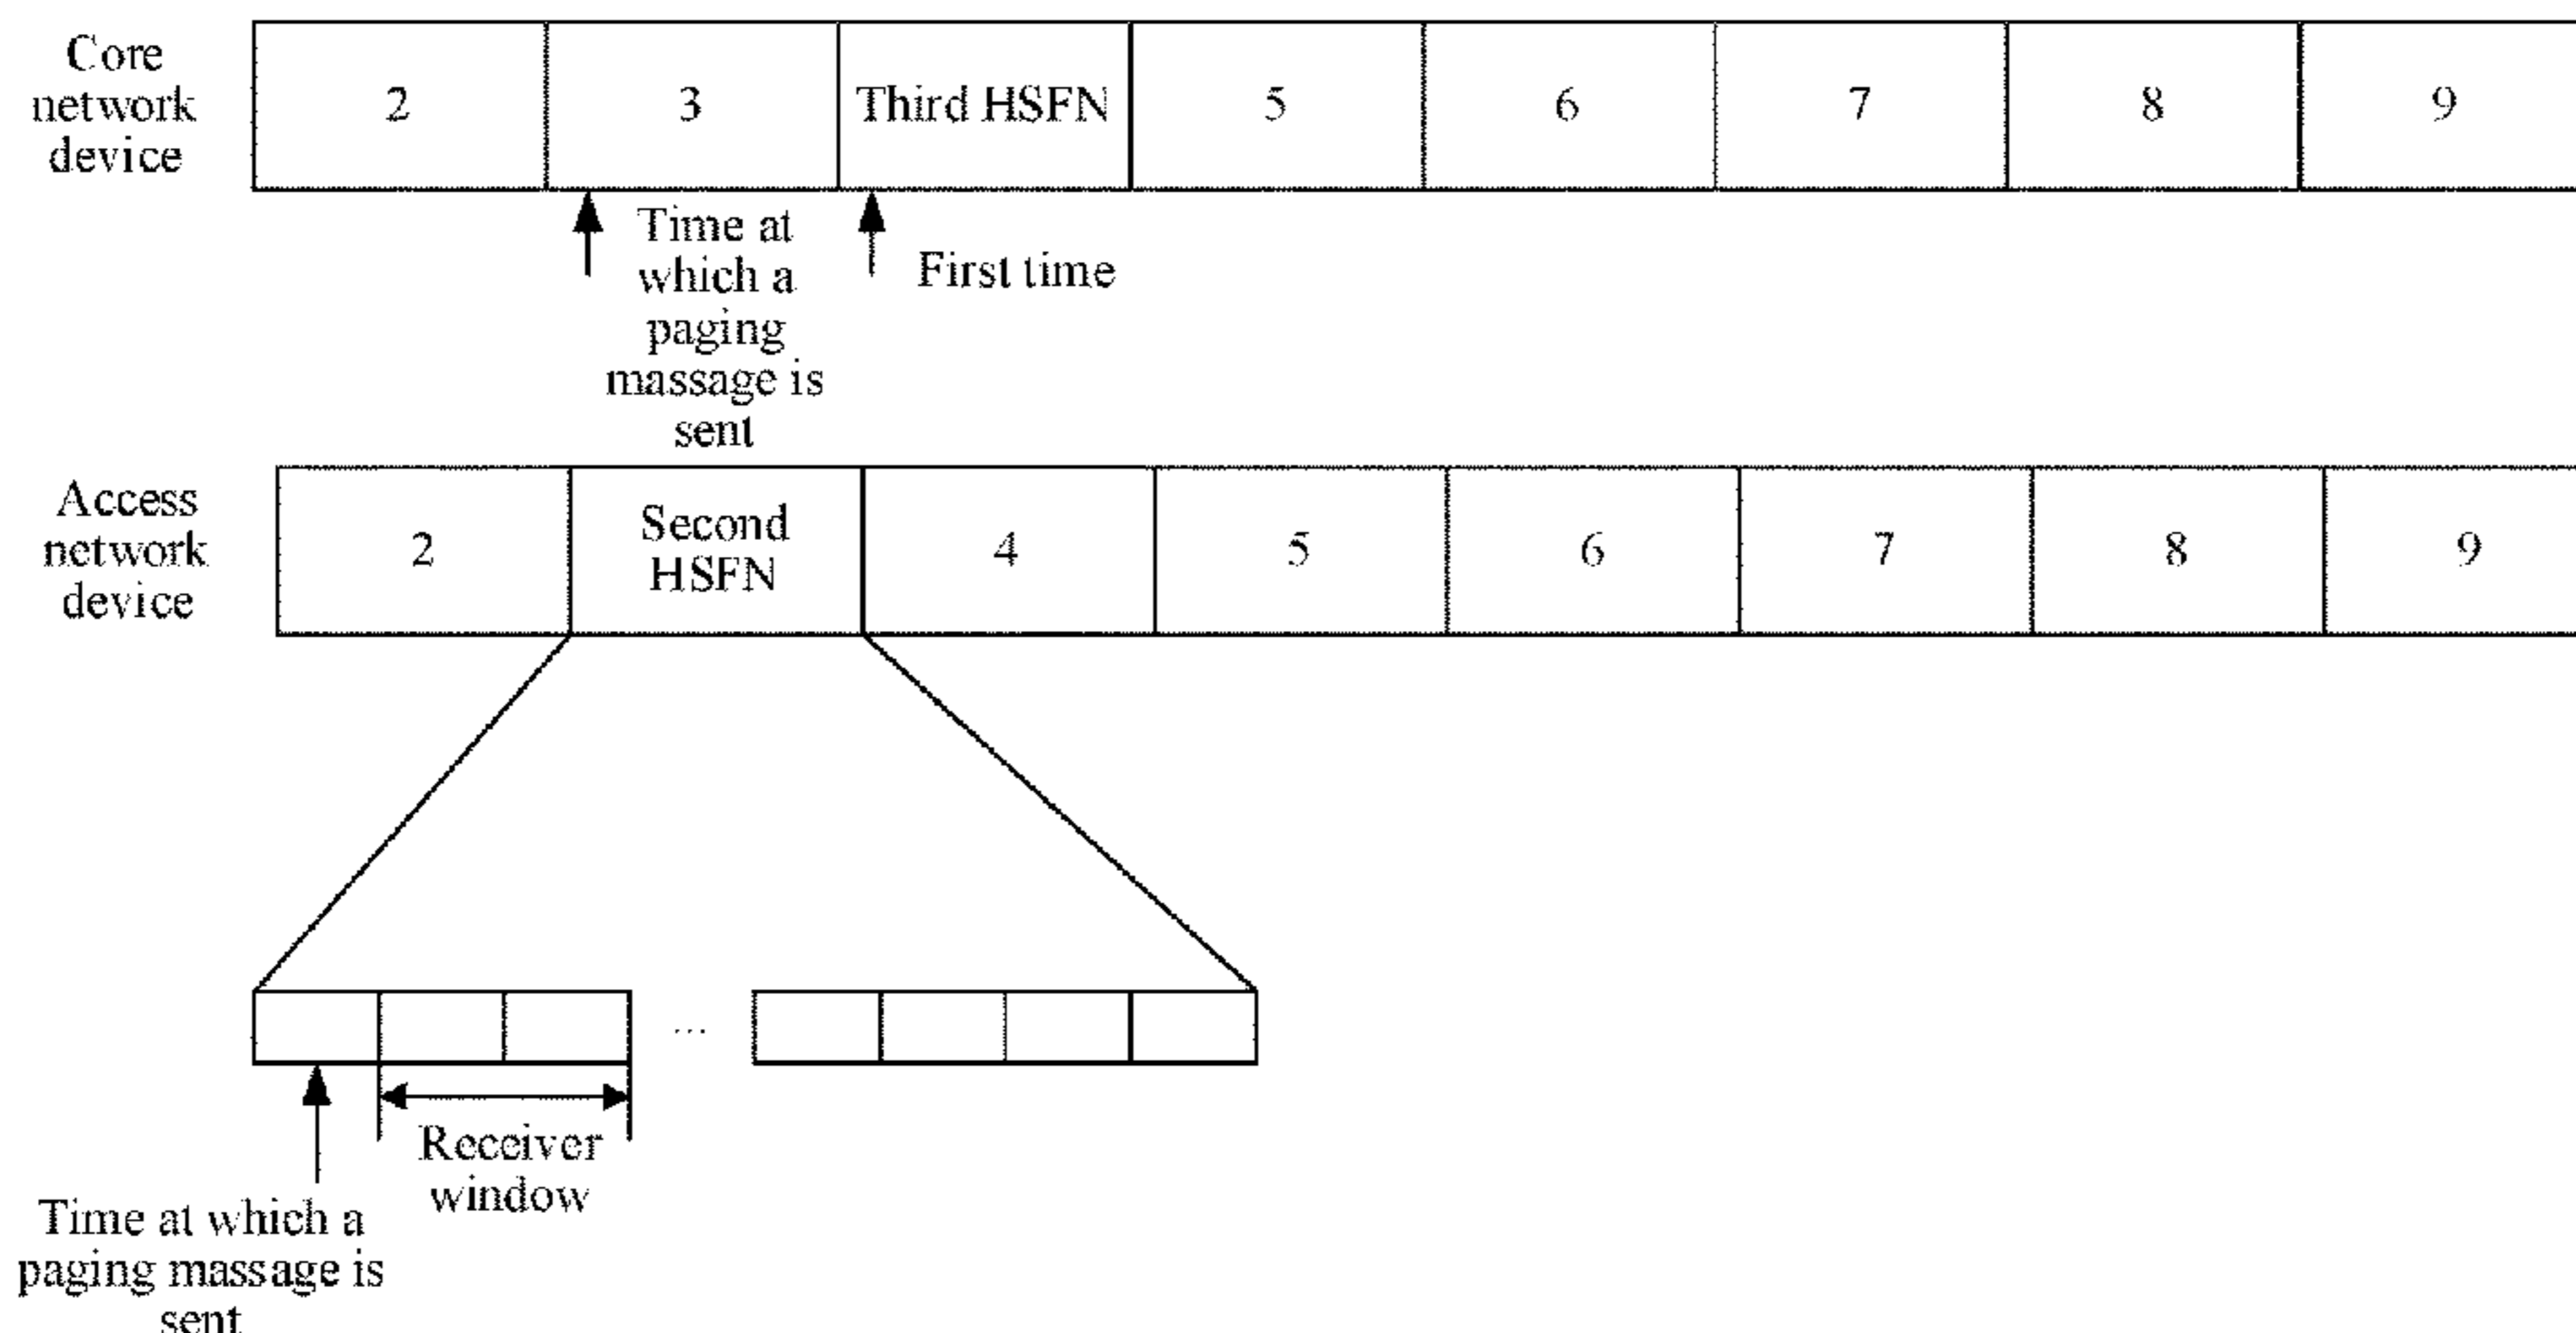 Core
network
device
2
3
Third HSFN
5
6
7
8
9
Time at
which a
paging
massage is
sent
First time
Access
network
device
2
Second
HSFN
4
5
6
7
8
9
...
Receiver
window
Time at which a
paging massage is
sent